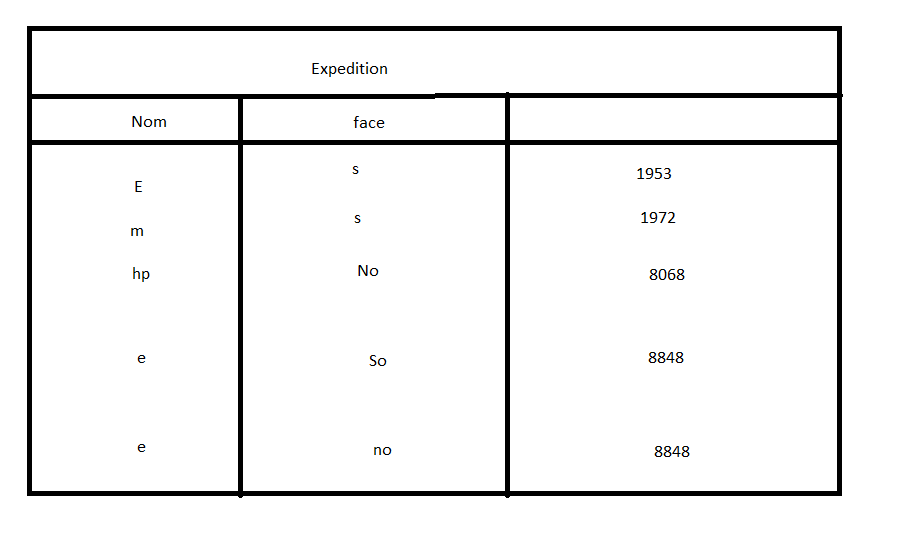 Expedition
Nom face
E s 1953
m s 1972
hp No 8068
e So 8848
e no 8848